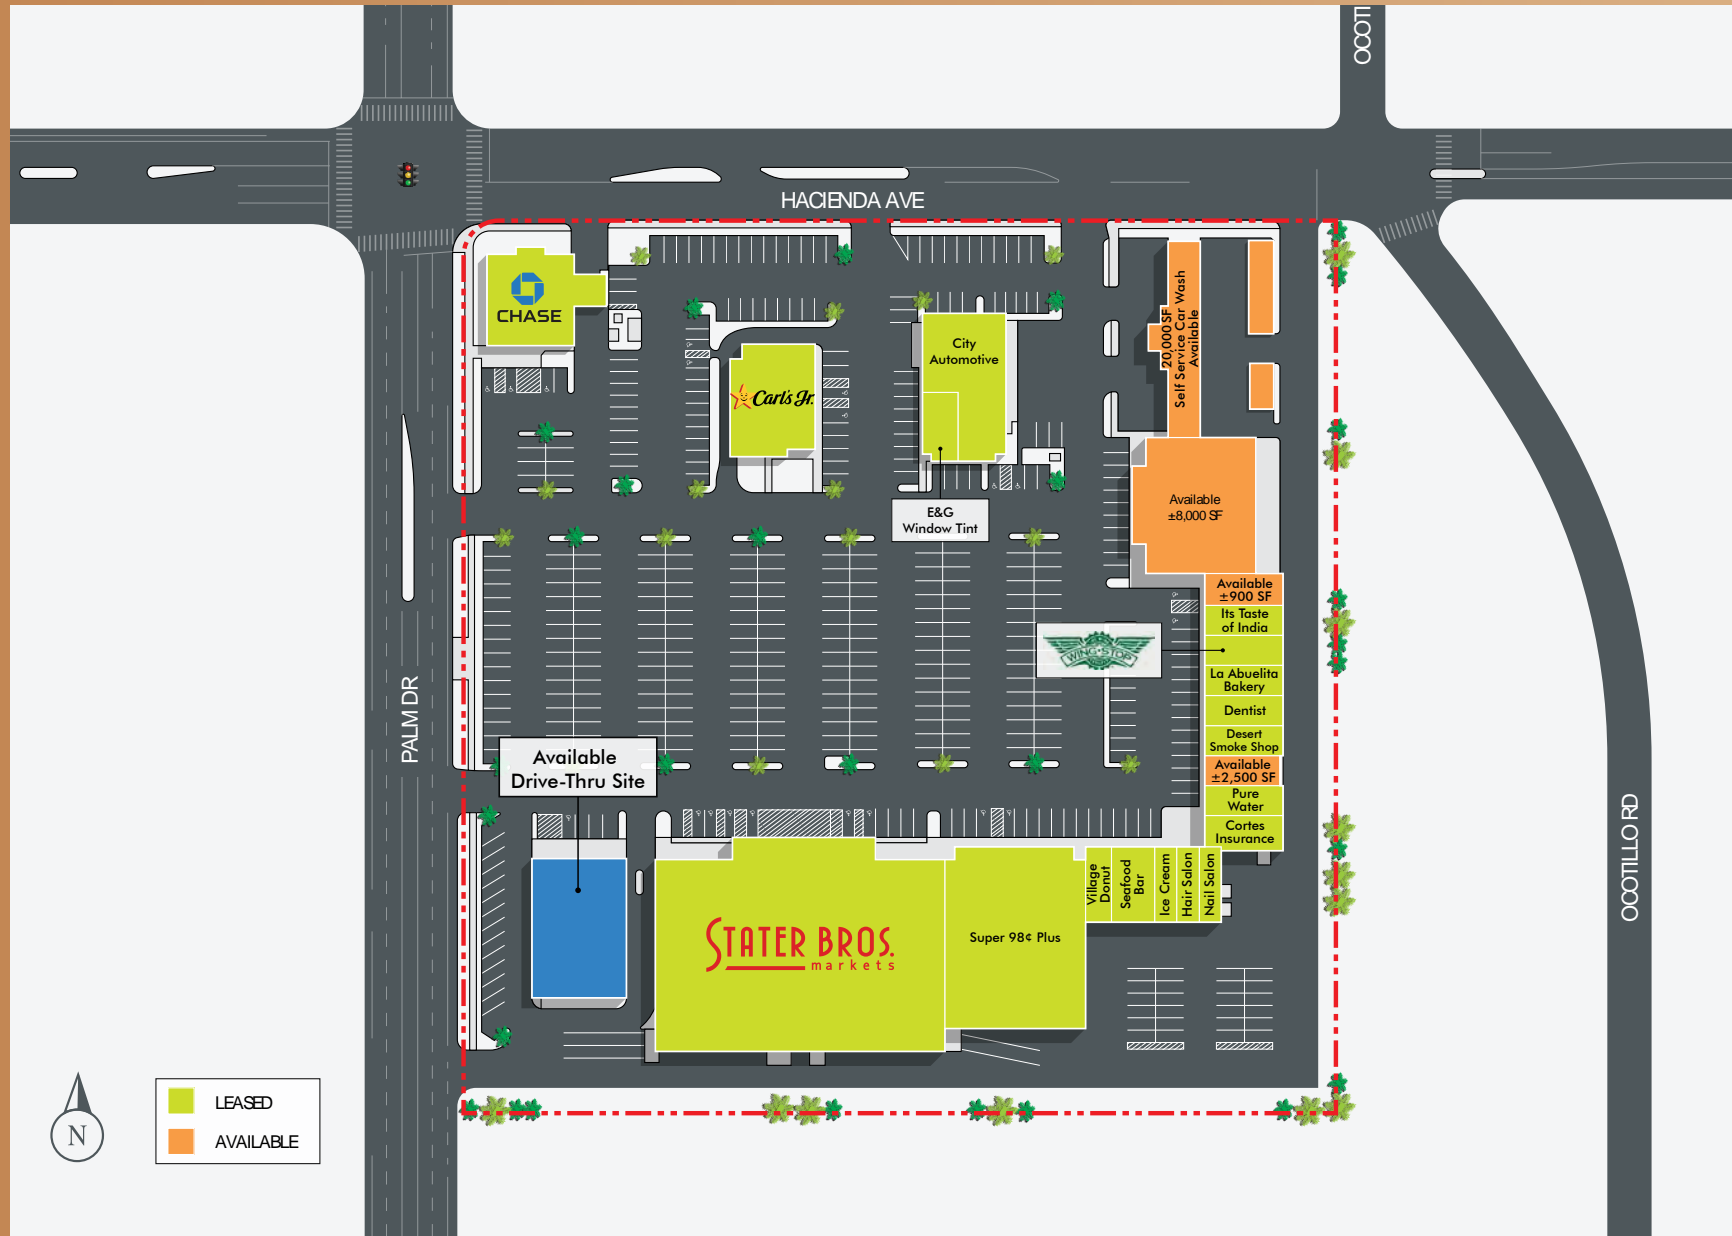 OCOTI
HACIENDA AVE
CHASE
City
Automotive
20,000 SF
Self Service Car Wash
Available
Carl's Jr.
Available
±8,000 SF
E&G
Window Tint
Available
±900 SF
Its Taste
of India
WING·STOP
La Abuelita
Bakery
Dentist
Desert
Smoke Shop
Available
±2,500 SF
Pure
Water
Cortes
Insurance
PALM DR
Available
Drive-Thru Site
OCOTILLO RD
Village
Donut
Seafood
Bar
Ice Cream
Hair Salon
Nail Salon
STATER BROS.
markets
Super 98¢ Plus
LEASED
AVAILABLE
N